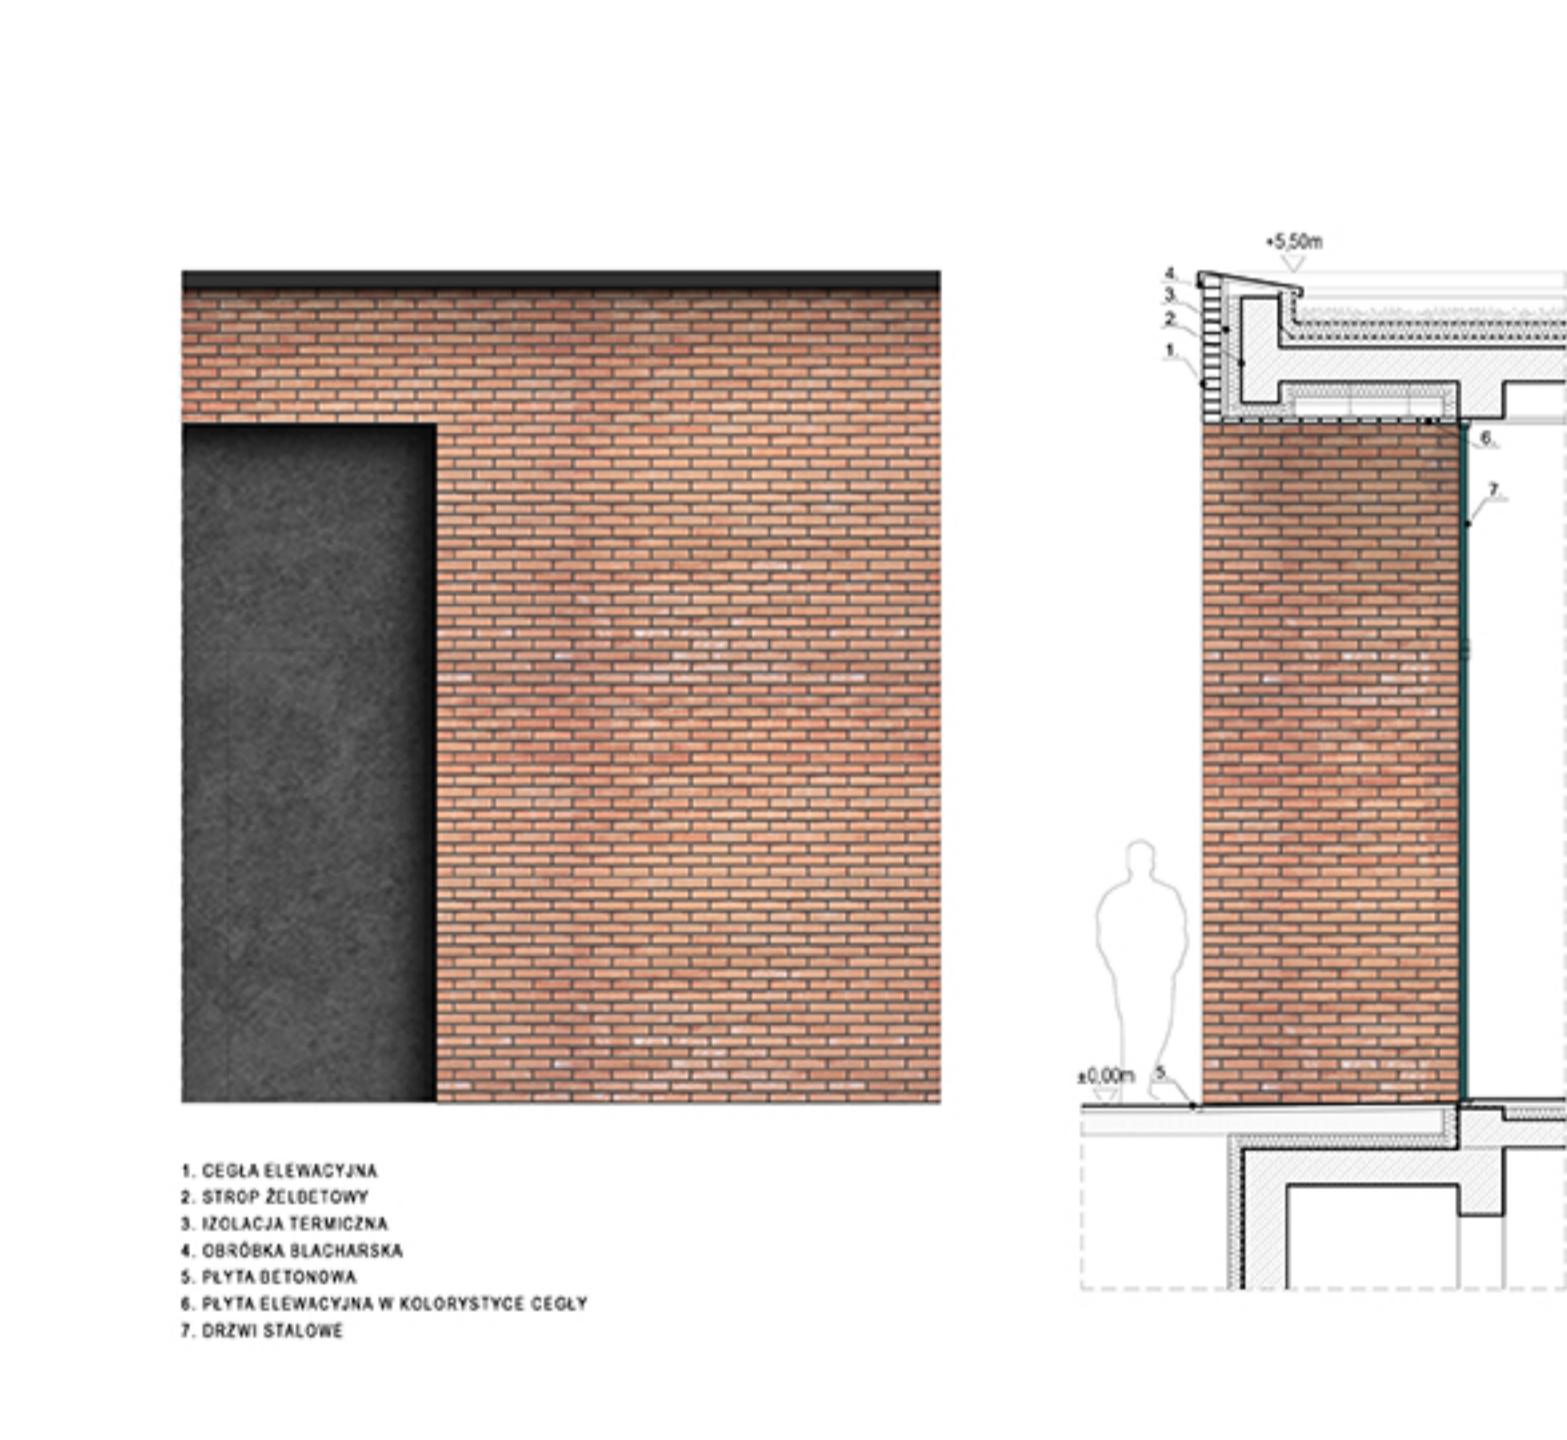 +5,50m
4.
3.
2.
1.
6.
7.
±0,00m
5.
1. CEGŁA ELEWACYJNA
2. STROP ŻELBETOWY
3. IZOLACJA TERMICZNA
4. OBRÓBKA BLACHARSKA
5. PŁYTA BETONOWA
6. PŁYTA ELEWACYJNA W KOLORYSTYCE CEGŁY
7. DRZWI STALOWE